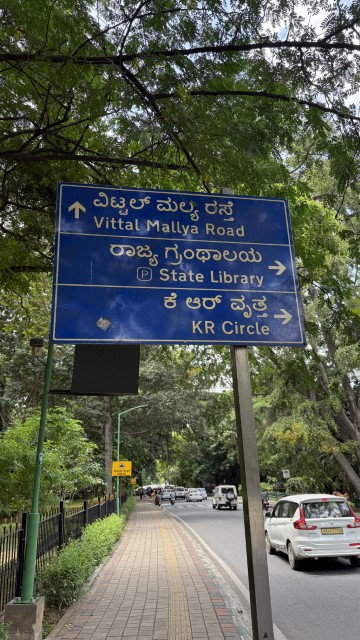 ವಿಟ್ಟಲ್ ಮಲ್ಯ ರಸ್ತೆ
Vittal Mallya Road
ರಾಜ್ಯ ಗ್ರಂಥಾಲಯ
P State Library
ಕೆ ಆರ್ ವೃತ್ತ
KR Circle